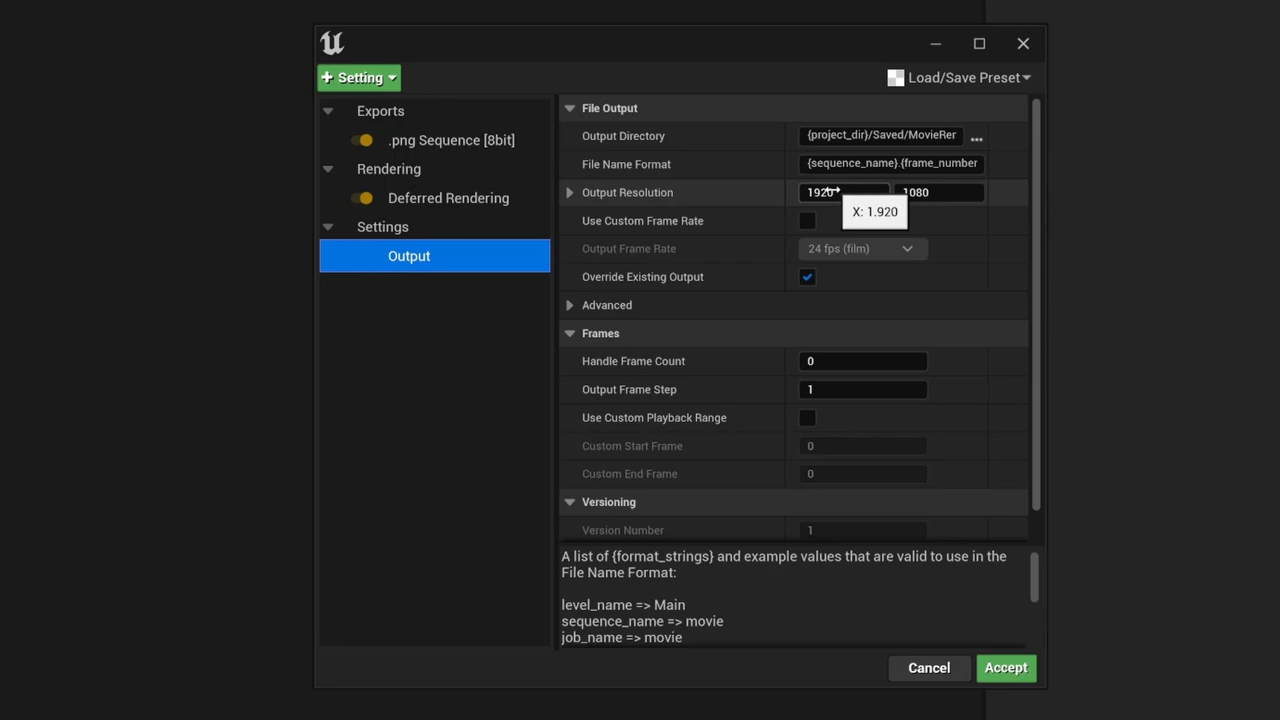 + Setting
Load/Save Preset
Exports
.png Sequence [8bit]
Rendering
Deferred Rendering
Settings
Output
File Output
Output Directory
{project_dir}/Saved/MovieRer
...
File Name Format
{sequence_name}.{frame_number
Output Resolution
1920
1080
X: 1.920
Use Custom Frame Rate
Output Frame Rate
24 fps (film)
Override Existing Output
Advanced
Frames
Handle Frame Count
0
Output Frame Step
1
Use Custom Playback Range
Custom Start Frame
0
Custom End Frame
0
Versioning
Version Number
1
A list of {format_strings} and example values that are valid to use in the
File Name Format:
level_name => Main
sequence_name => movie
job_name => movie
Cancel
Accept